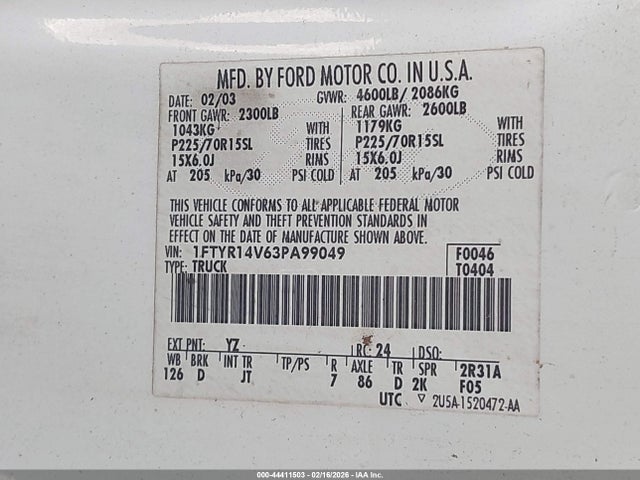 MFD. BY FORD MOTOR CO. IN U.S.A.
DATE: 02/03 GVWR: 4600LB/ 2086KG
FRONT GAWR: 2300LB REAR GAWR: 2600LB
1043KG WITH 1179KG WITH
P225/70R15SL TIRES P225/70R15SL TIRES
15X6.0J RIMS 15X6.0J RIMS
AT 205 kPa/30 PSI COLD AT 205 kPa/30 PSI COLD
THIS VEHICLE CONFORMS TO ALL APPLICABLE FEDERAL MOTOR
VEHICLE SAFETY AND THEFT PREVENTION STANDARDS IN
EFFECT ON THE DATE OF MANUFACTURE SHOWN ABOVE.
VIN: 1FTYR14V63PA99049 F0046
TYPE: TRUCK T0404
EXT PNT: YZ RC: 24 DSO:
WB BRK INT TR TP/PS R AXLE TR SPR 2R31A
126 D JT 7 86 D 2K F05
UTC ▽ 2U5A-1520472-AA
000-44411503 - 02/16/2026 - IAA Inc.